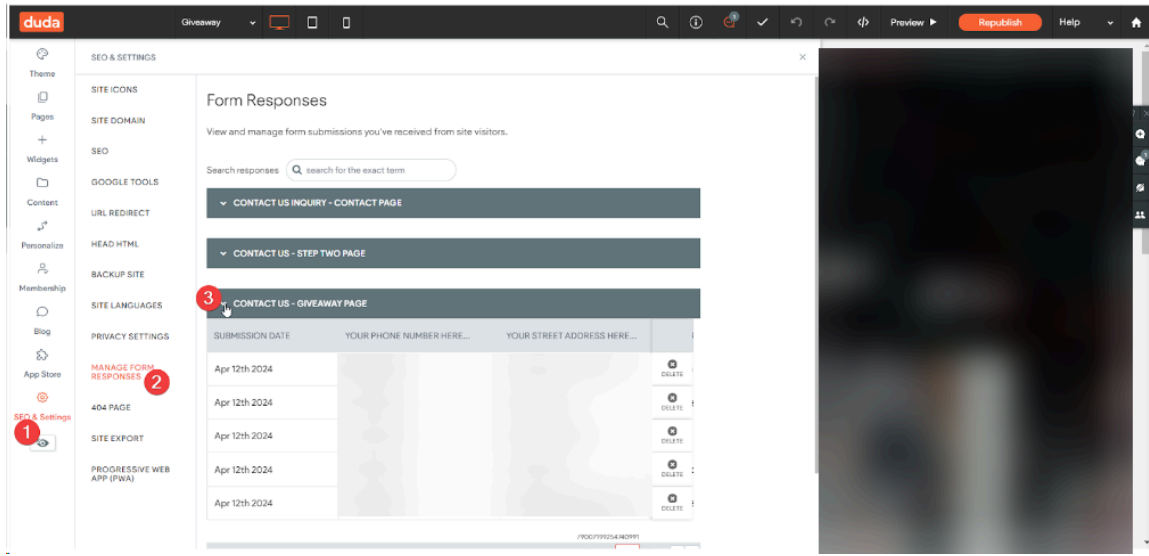 duda
Giveaway
Preview
Republish
Help
Theme
Pages
Widgets
Content
Personalize
Membership
Blog
App Store
SEO & Settings
1
SEO & SETTINGS
SITE ICONS
SITE DOMAIN
SEO
GOOGLE TOOLS
URL REDIRECT
HEAD HTML
BACKUP SITE
SITE LANGUAGES
PRIVACY SETTINGS
MANAGE FORM
RESPONSES
2
404 PAGE
SITE EXPORT
PROGRESSIVE WEB
APP (PWA)
Form Responses
View and manage form submissions you've received from site visitors.
Search responses search for the exact term
CONTACT US INQUIRY - CONTACT PAGE
CONTACT US - STEP TWO PAGE
3 CONTACT US - GIVEAWAY PAGE
SUBMISSION DATE YOUR PHONE NUMBER HERE... YOUR STREET ADDRESS HERE...
Apr 12th 2024 DELETE
Apr 12th 2024 DELETE
Apr 12th 2024 DELETE
Apr 12th 2024 DELETE
Apr 12th 2024 DELETE